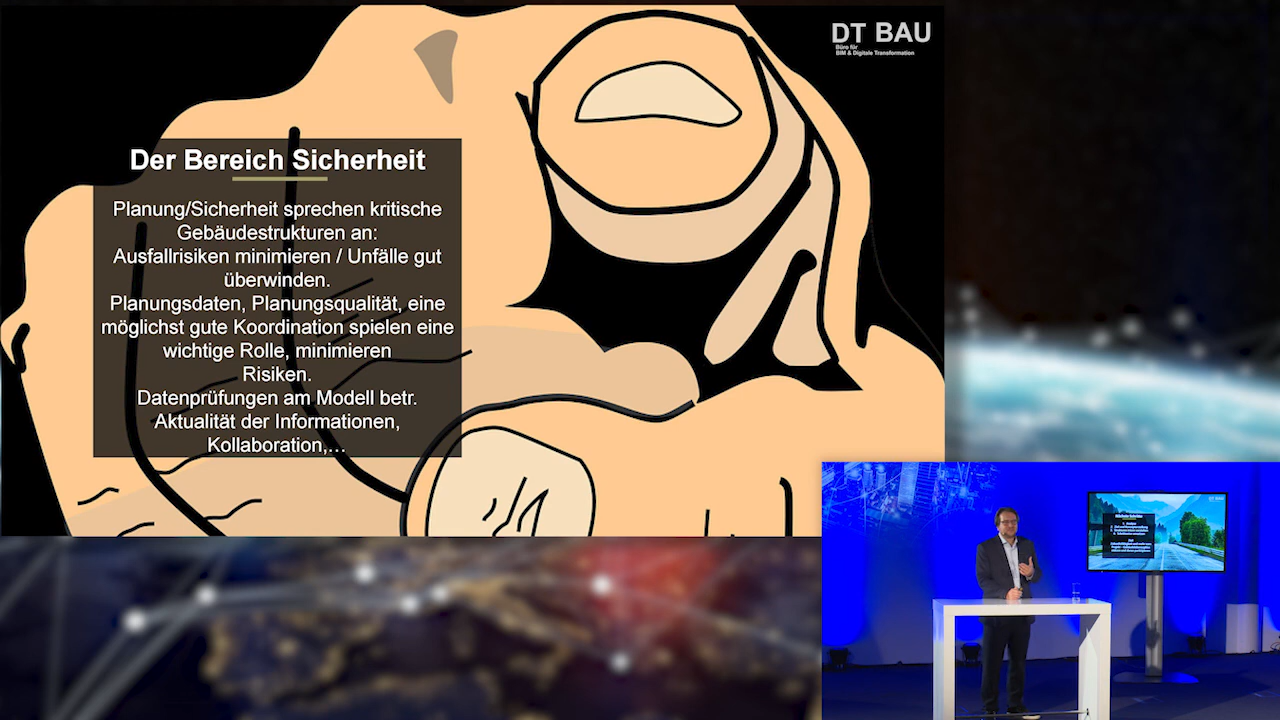 DT BAU
Büro für
BIM & Digitale Transformation
Der Bereich Sicherheit
Planung/Sicherheit sprechen kritische
Gebäudestrukturen an:
Ausfallrisiken minimieren / Unfälle gut
überwinden.
Planungsdaten, Planungsqualität, eine
möglichst gute Koordination spielen eine
wichtige Rolle, minimieren
Risiken.
Datenprüfungen am Modell betr.
Aktualität der Informationen,
Kollaboration,...
Nächste Schritte